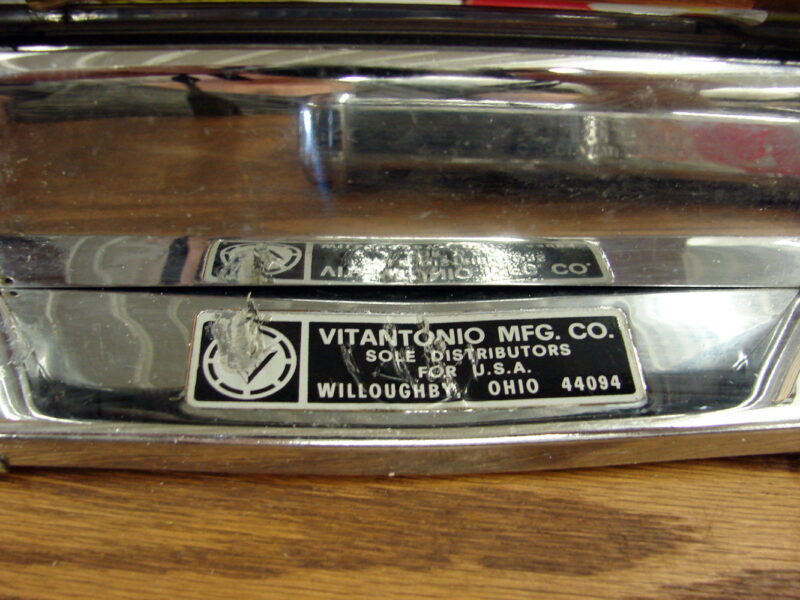 VITANTONIO MFG. CO.
SOLE DISTRIBUTORS
FOR U.S.A.
WILLOUGHBY, OHIO 44094